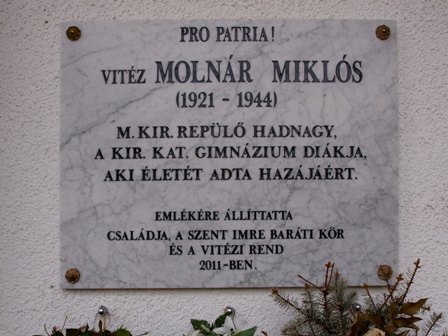 PRO PATRIA!
VITÉZ MOLNÁR MIKLÓS
(1921 - 1944)
M. KIR. REPÜLŐ HADNAGY,
A KIR. KAT. GIMNÁZIUM DIÁKJA,
AKI ÉLETÉT ADTA HAZÁJÁÉRT.
EMLÉKÉRE ÁLLÍTTATTA
CSALÁDJA, A SZENT IMRE BARÁTI KÖR
ÉS A VITÉZI REND
2011-BEN.